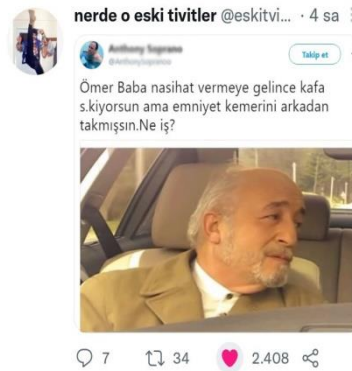 nerde o eski tivitler @eskitvi... · 4 sa
Anthony Soprano
Takip et
Ömer Baba nasihat vermeye gelince kafa
s.kiyorsun ama emniyet kemerini arkadan
takmışsın.Ne iş?
7 34 2.408